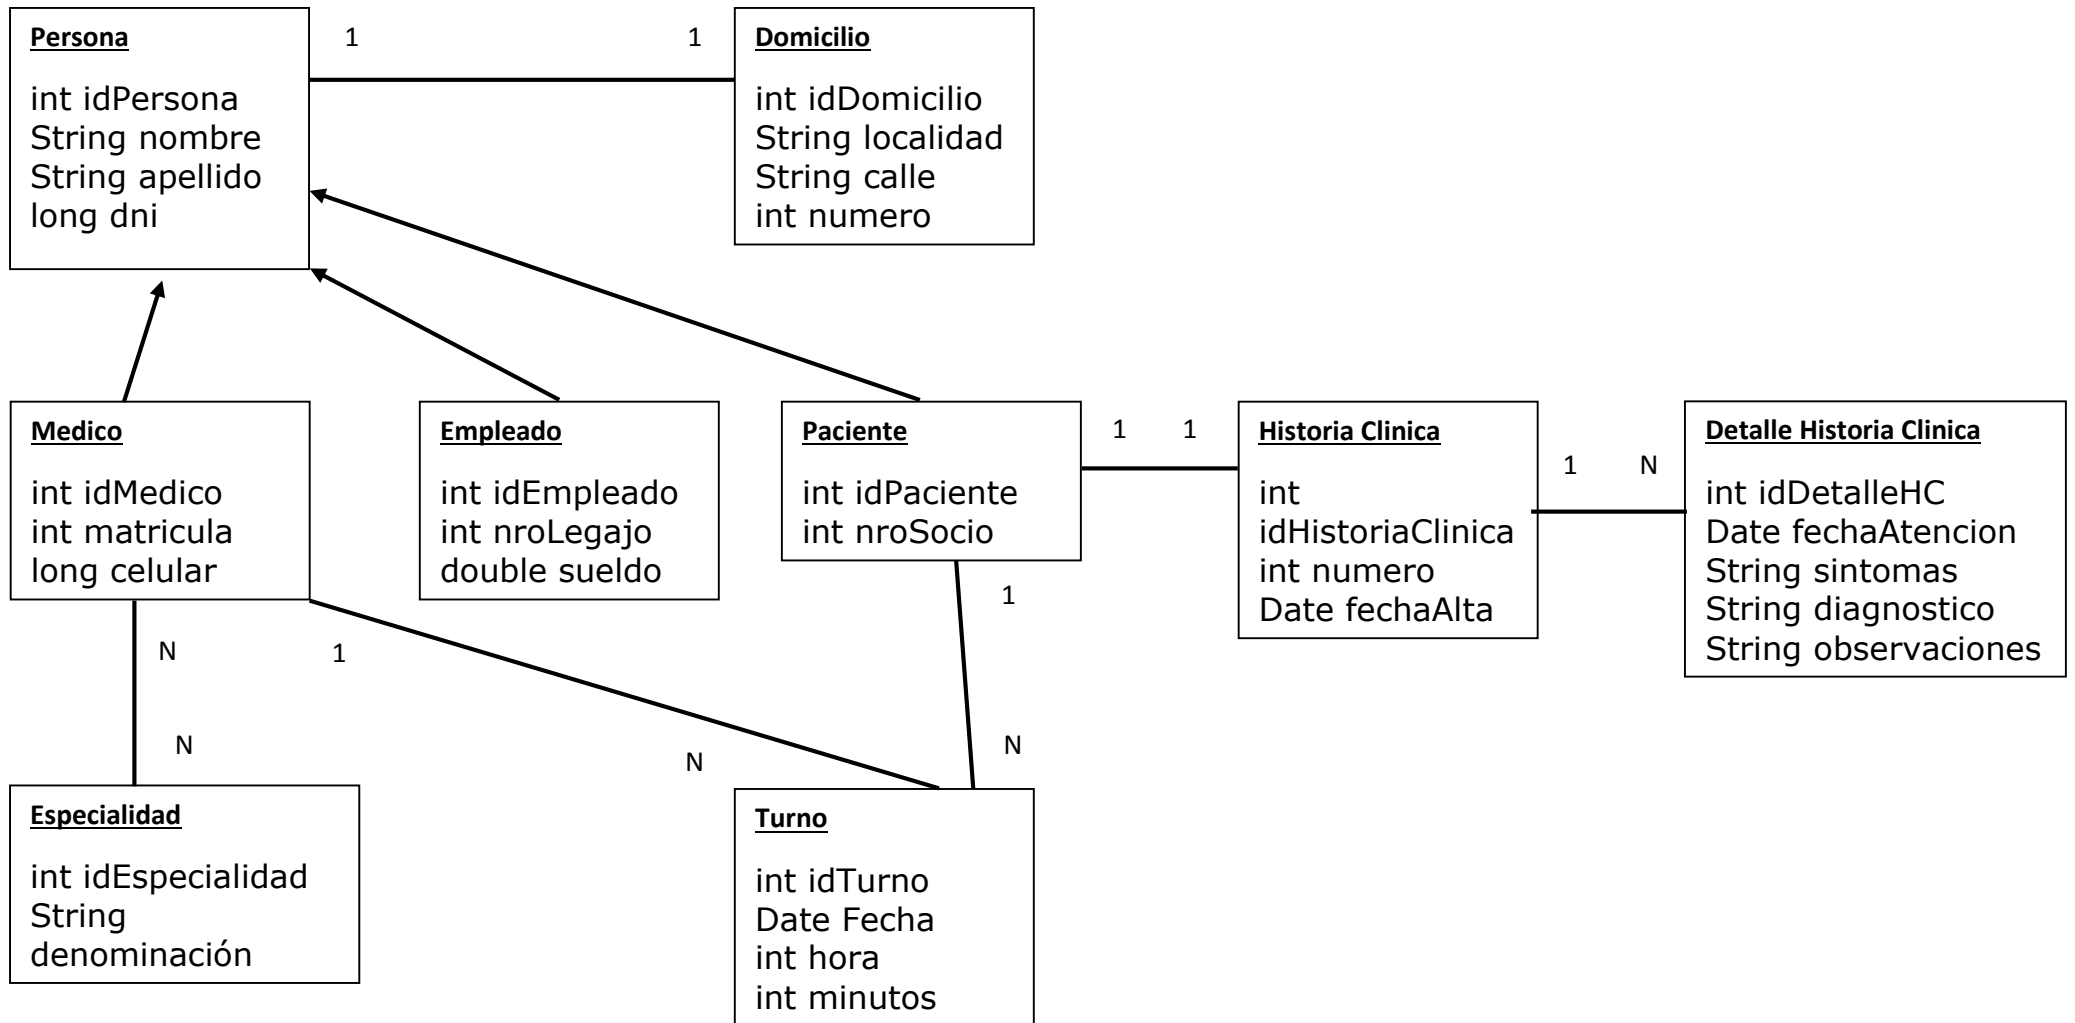 Persona
int idPersona
String nombre
String apellido
long dni
1
1
Domicilio
int idDomicilio
String localidad
String calle
int numero
Medico
int idMedico
int matricula
long celular
Empleado
int idEmpleado
int nroLegajo
double sueldo
Paciente
int idPaciente
int nroSocio
1
1
Historia Clinica
int
idHistoriaClinica
int numero
Date fechaAlta
1
N
Detalle Historia Clinica
int idDetalleHC
Date fechaAtencion
String sintomas
String diagnostico
String observaciones
N
1
1
N
N
N
Especialidad
int idEspecialidad
String
denominación
Turno
int idTurno
Date Fecha
int hora
int minutos